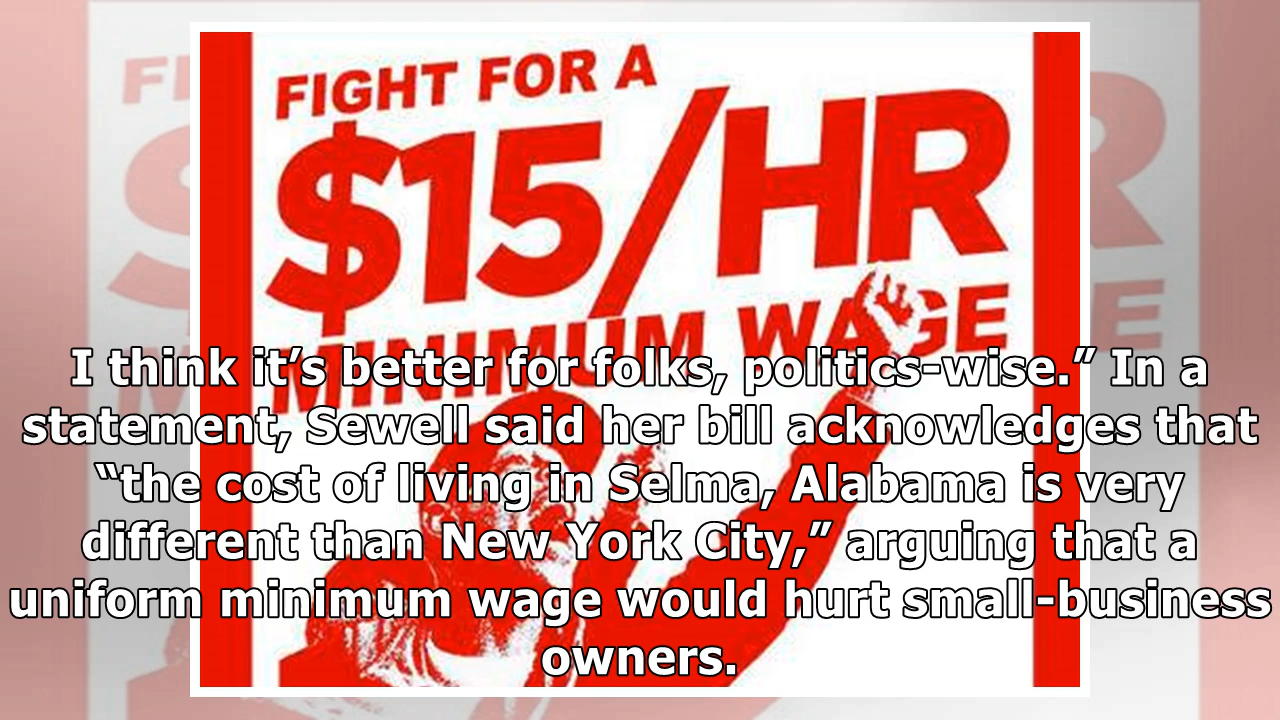 FIGHT FOR A
$15/HR
MINIMUM WAGE
I think it’s better for folks, politics-wise.” In a
statement, Sewell said her bill acknowledges that
“the cost of living in Selma, Alabama is very
different than New York City,” arguing that a
uniform minimum wage would hurt small-business
owners.